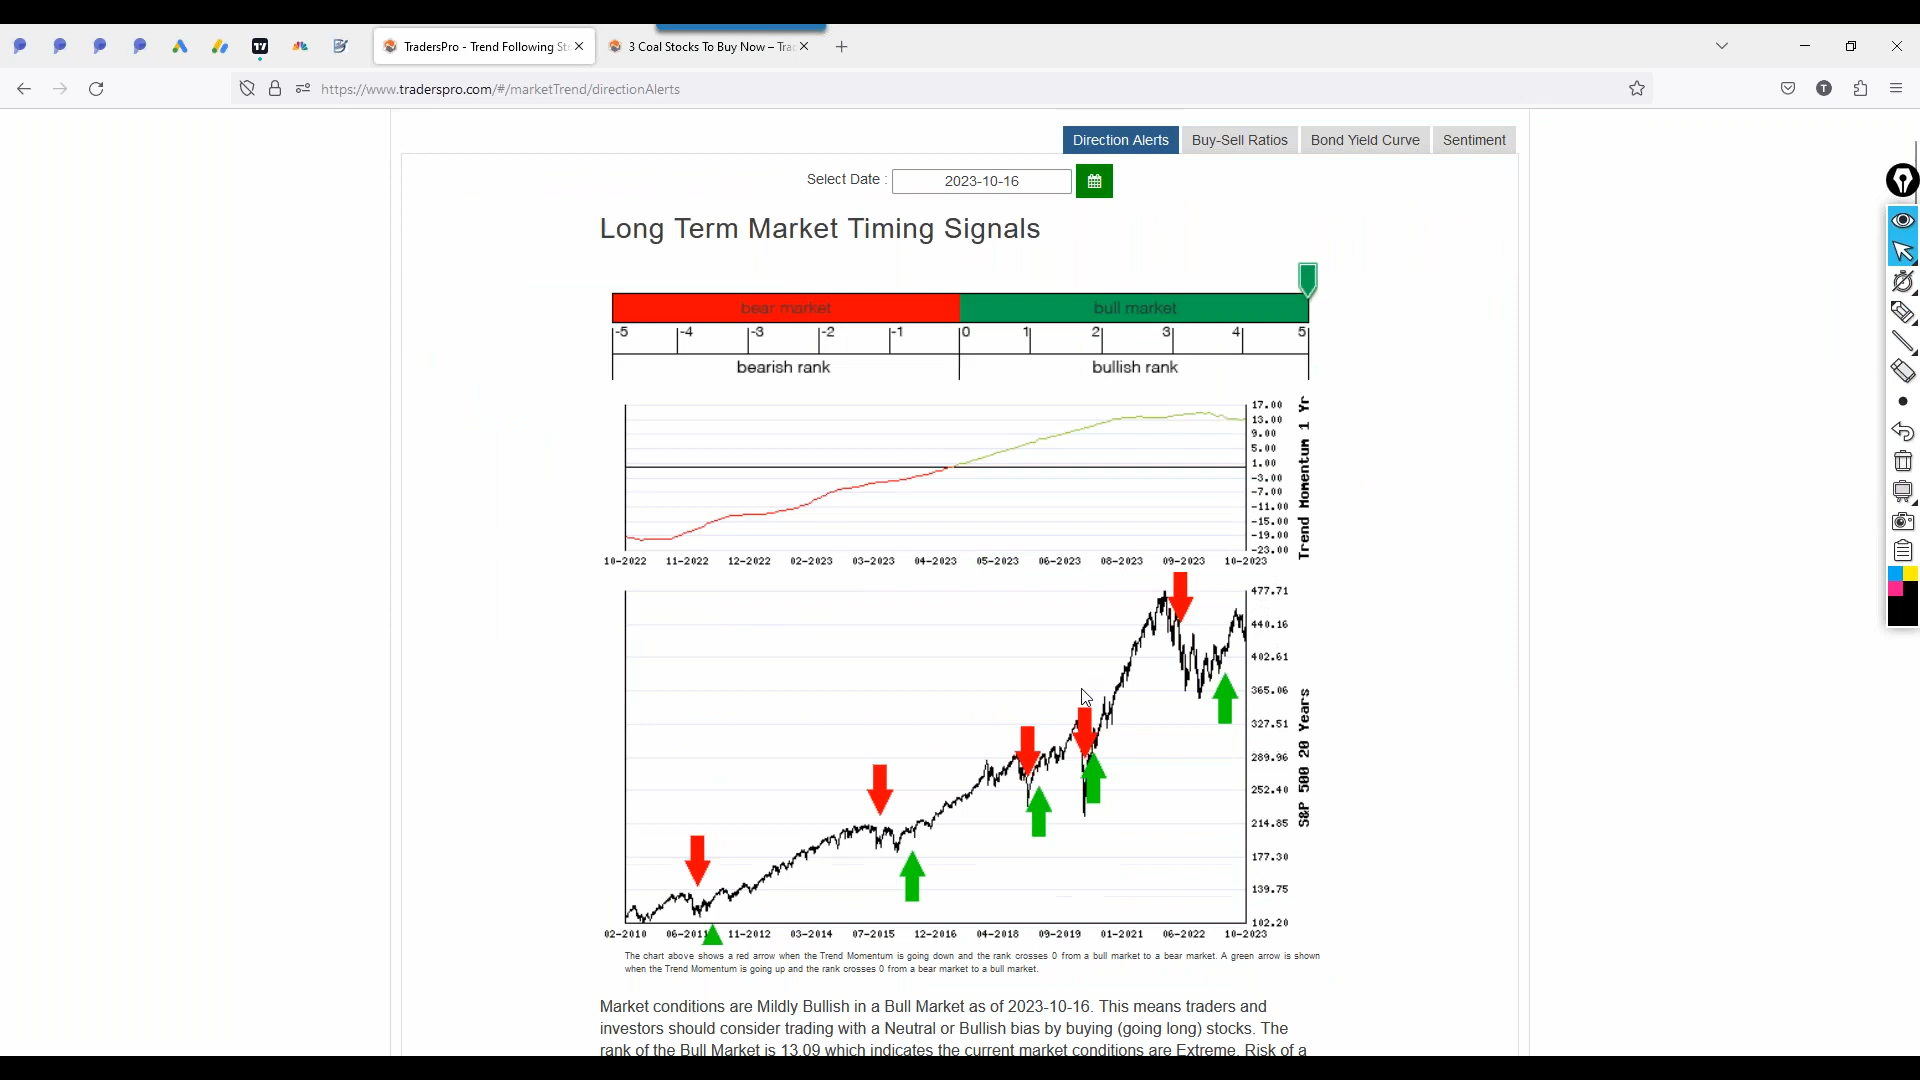 TradersPro - Trend Following St
3 Coal Stocks To Buy Now – Tra
https://www.traderspro.com/#/marketTrend/directionAlerts
T
Direction Alerts
Buy-Sell Ratios
Bond Yield Curve
Sentiment
Select Date :
2023-10-16
Long Term Market Timing Signals
bear market
bull market
-5 -4 -3 -2 -1 0 1 2 3 4 5
bearish rank
bullish rank
17.00
13.00
9.00
5.00
1.00
-3.00
-7.00
-11.00
-15.00
-19.00
-23.00
Trend Momentum 1 Yr
10-2022 11-2022 12-2022 02-2023 03-2023 04-2023 05-2023 06-2023 08-2023 09-2023 10-2023
477.71
440.16
402.61
365.06
327.51
289.96
252.40
214.85
177.30
139.75
102.20
S&P 500 20 Years
02-2010 06-2011 11-2012 03-2014 07-2015 12-2016 04-2018 09-2019 01-2021 06-2022 10-2023
The chart above shows a red arrow when the Trend Momentum is going down and the rank crosses 0 from a bull market to a bear market. A green arrow is shown
when the Trend Momentum is going up and the rank crosses 0 from a bear market to a bull market.
Market conditions are Mildly Bullish in a Bull Market as of 2023-10-16. This means traders and
investors should consider trading with a Neutral or Bullish bias by buying (going long) stocks. The
rank of the Bull Market is 13.09 which indicates the current market conditions are Extreme. Risk of a